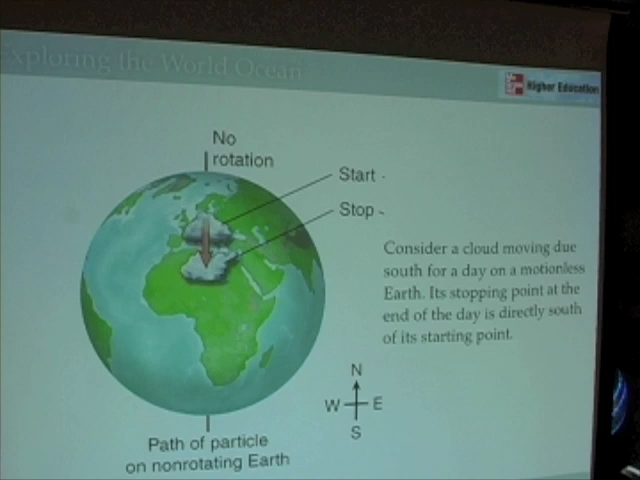 Exploring the World Ocean
Higher Education
No
rotation
Start
Stop
Consider a cloud moving due
south for a day on a motionless
Earth. Its stopping point at the
end of the day is directly south
of its starting point.
N
W E
S
Path of particle
on nonrotating Earth